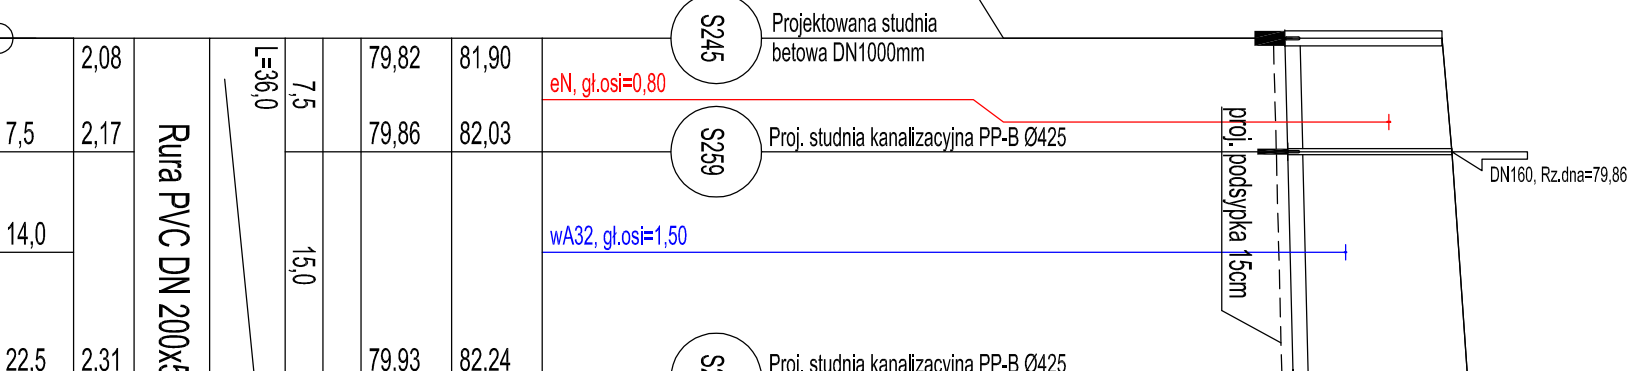 S245
Projektowana studnia
betowa DN1000mm
2,08
L=36,0
7,5
79,82
81,90
eN, gł.osi=0,80
7,5
2,17
79,86
82,03
S259
Proj. studnia kanalizacyjna PP-B Ø425
proj. podsypka 15cm
DN160, Rz.dna=79,86
Rura PVC DN 200x5
14,0
15,0
wA32, gł.osi=1,50
22,5
2,31
79,93
82,24
Proj. studnia kanalizacyjna PP-B Ø425